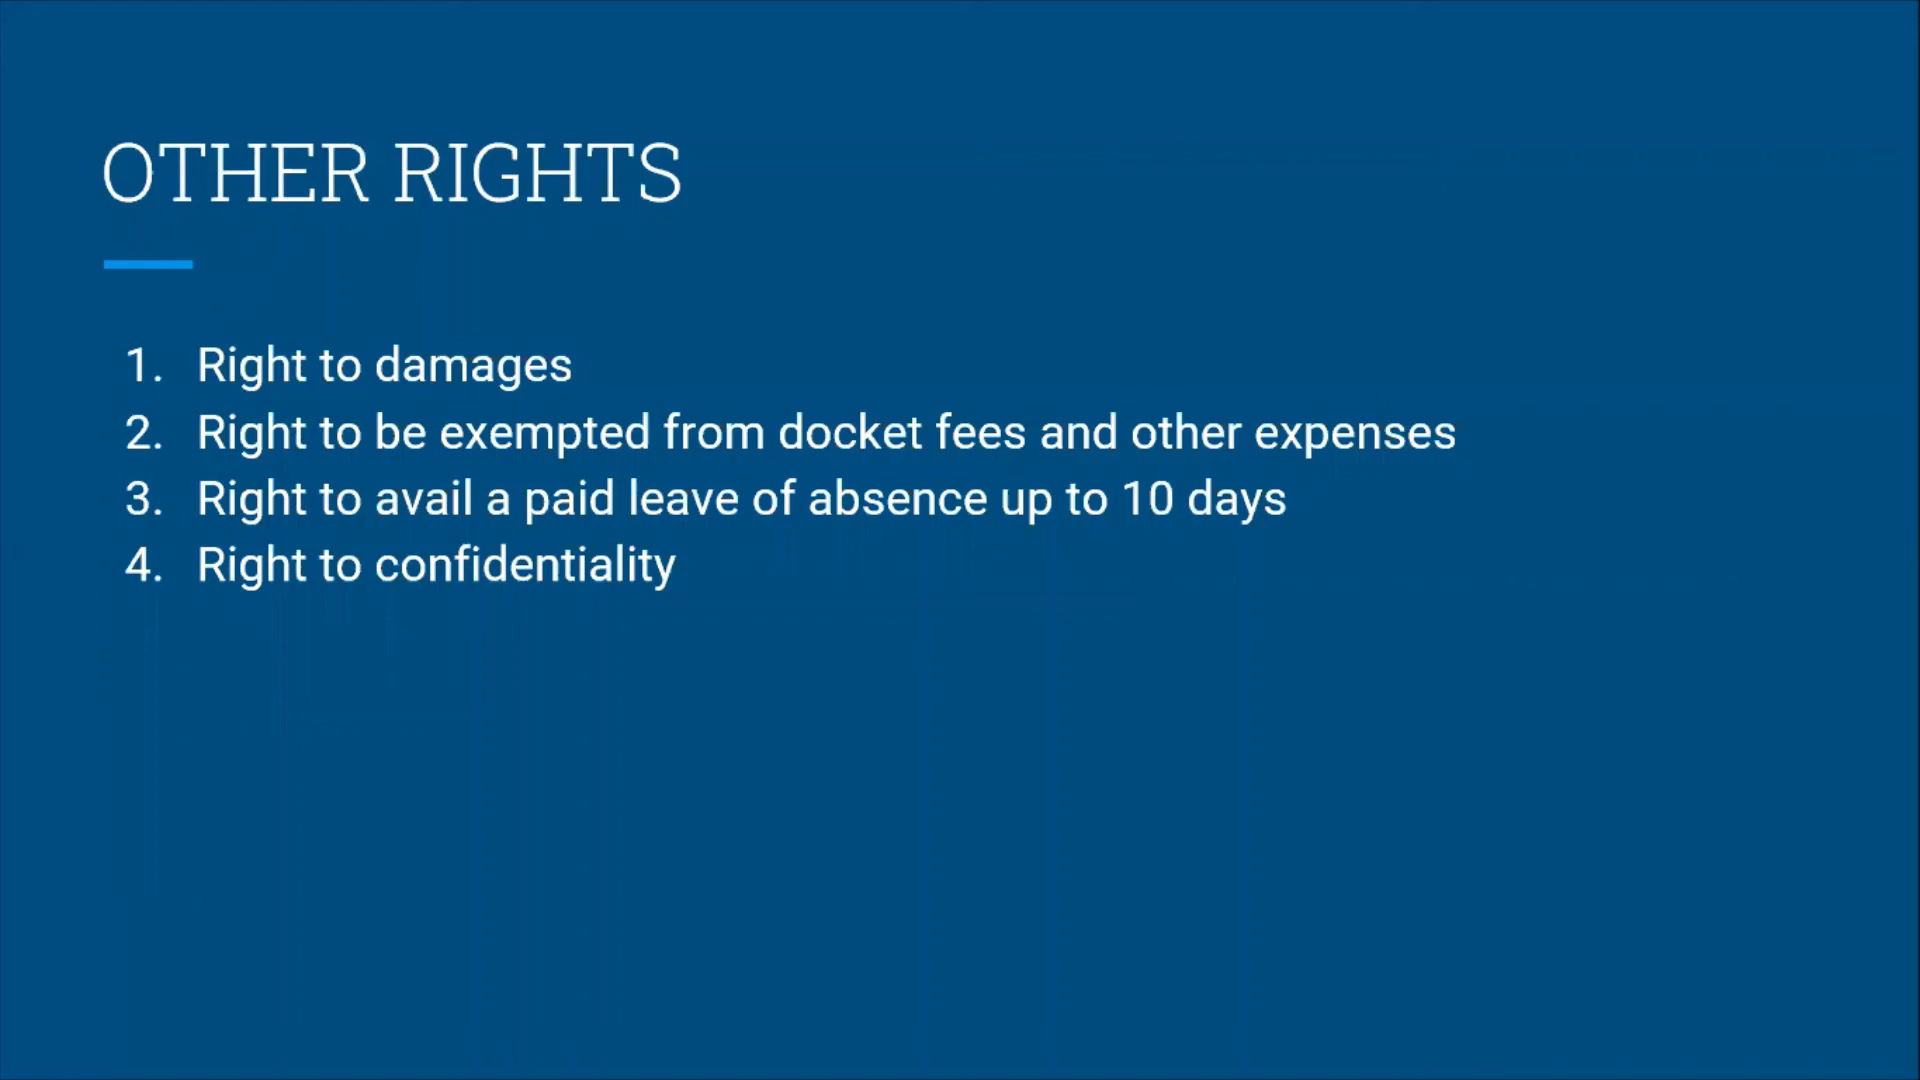 OTHER RIGHTS
1. Right to damages
2. Right to be exempted from docket fees and other expenses
3. Right to avail a paid leave of absence up to 10 days
4. Right to confidentiality